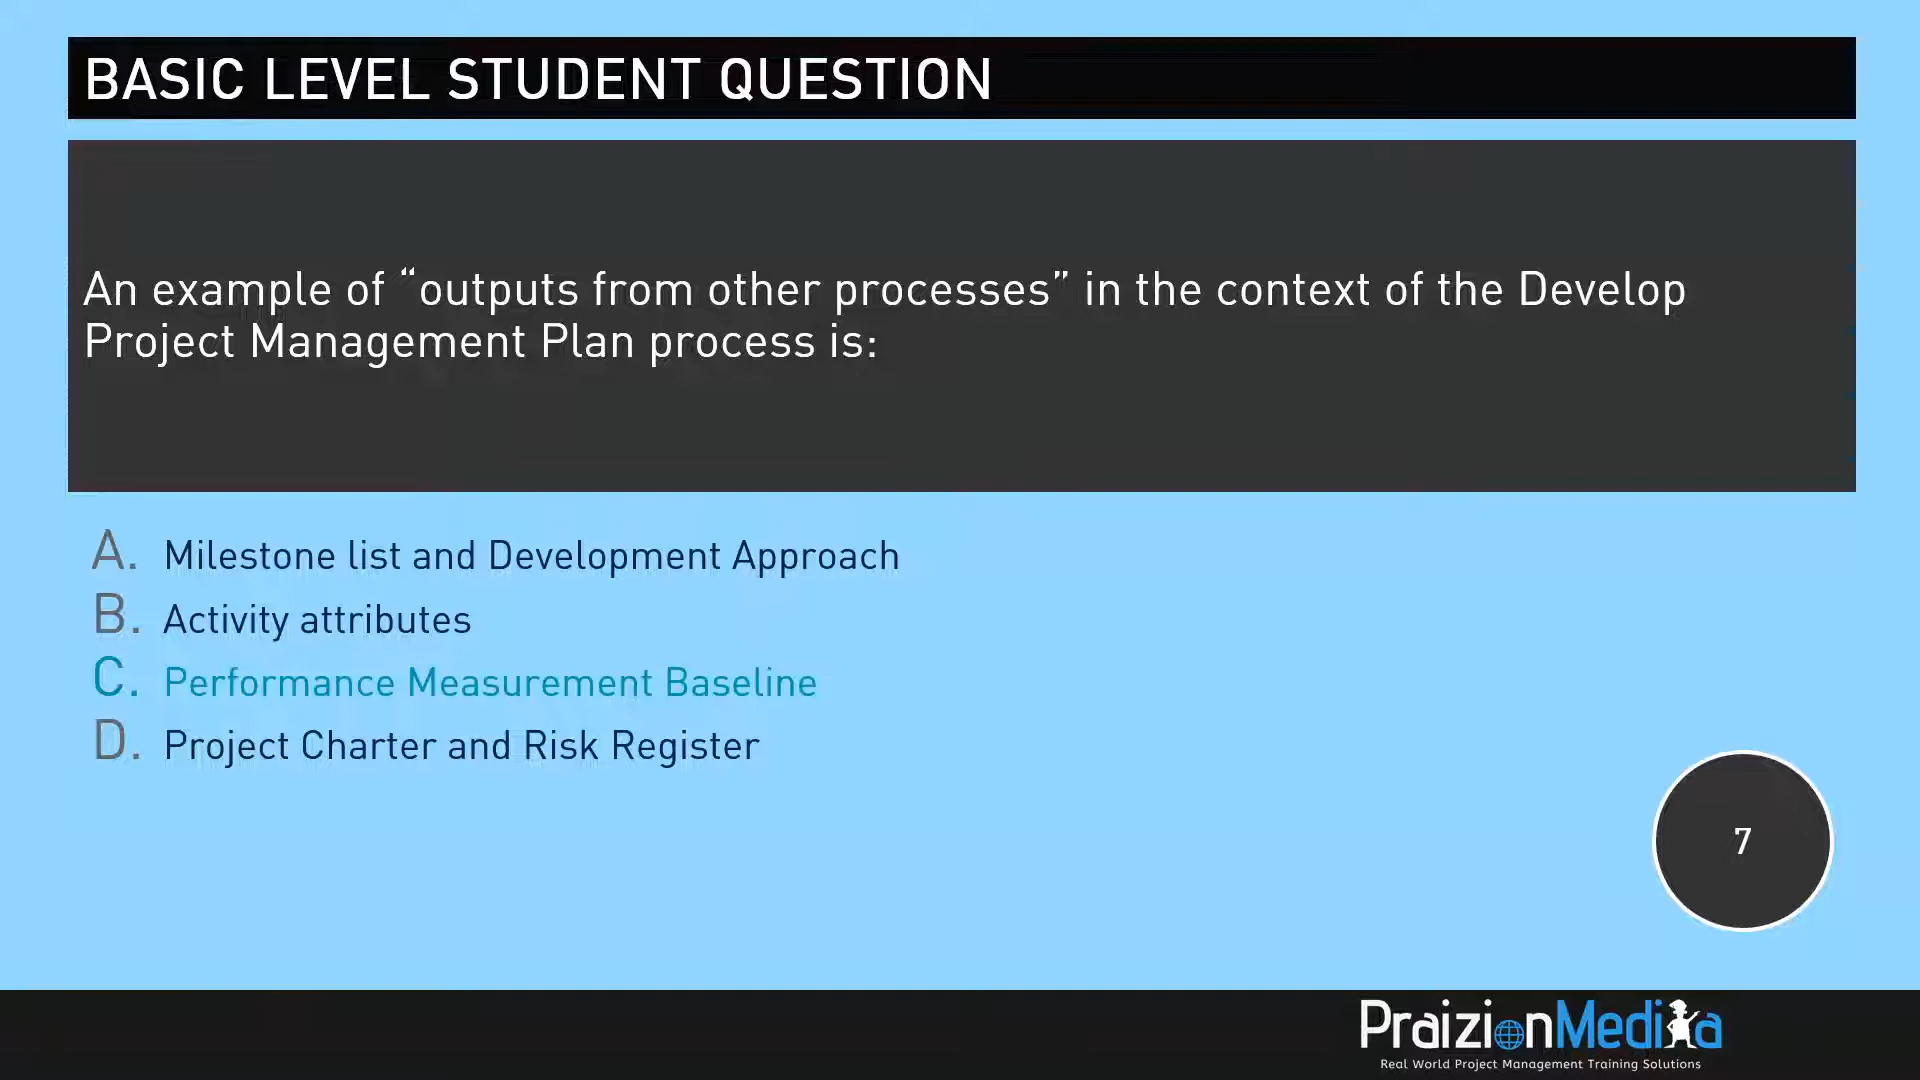 BASIC LEVEL STUDENT QUESTION
An example of “outputs from other processes” in the context of the Develop
Project Management Plan process is:
A. Milestone list and Development Approach
B. Activity attributes
C. Performance Measurement Baseline
D. Project Charter and Risk Register
7
PraizionMedia
Real World Project Management Training Solutions